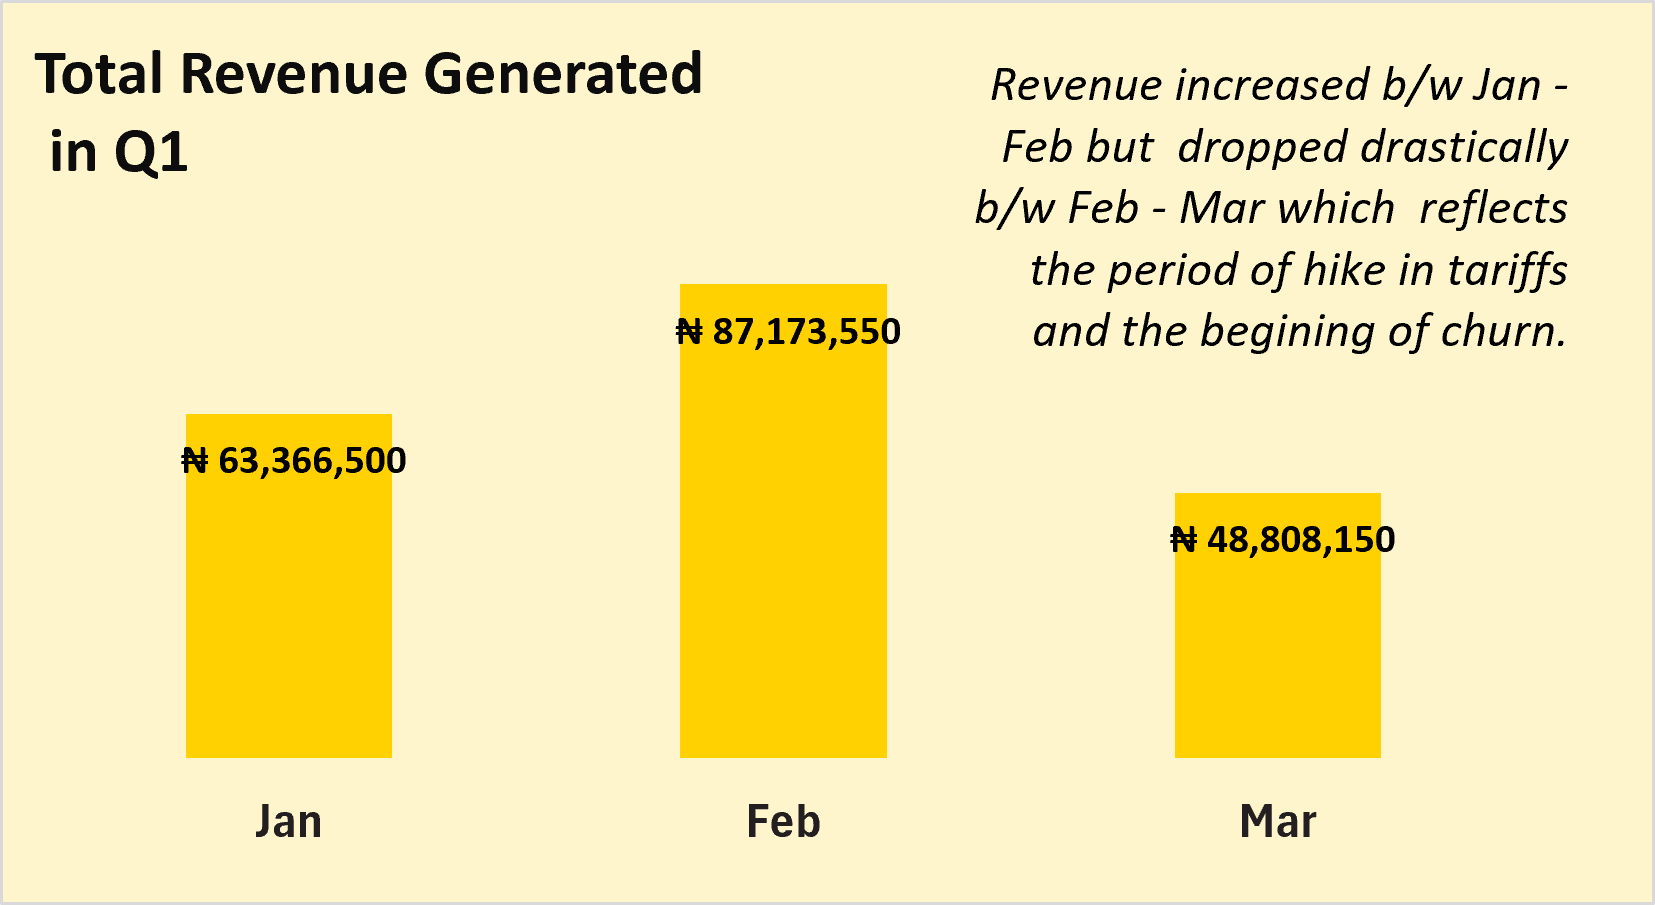 Total Revenue Generated
in Q1
Revenue increased b/w Jan -
Feb but dropped drastically
b/w Feb - Mar which reflects
the period of hike in tariffs
and the begining of churn.
₦ 87,173,550
₦ 63,366,500
₦ 48,808,150
Jan
Feb
Mar